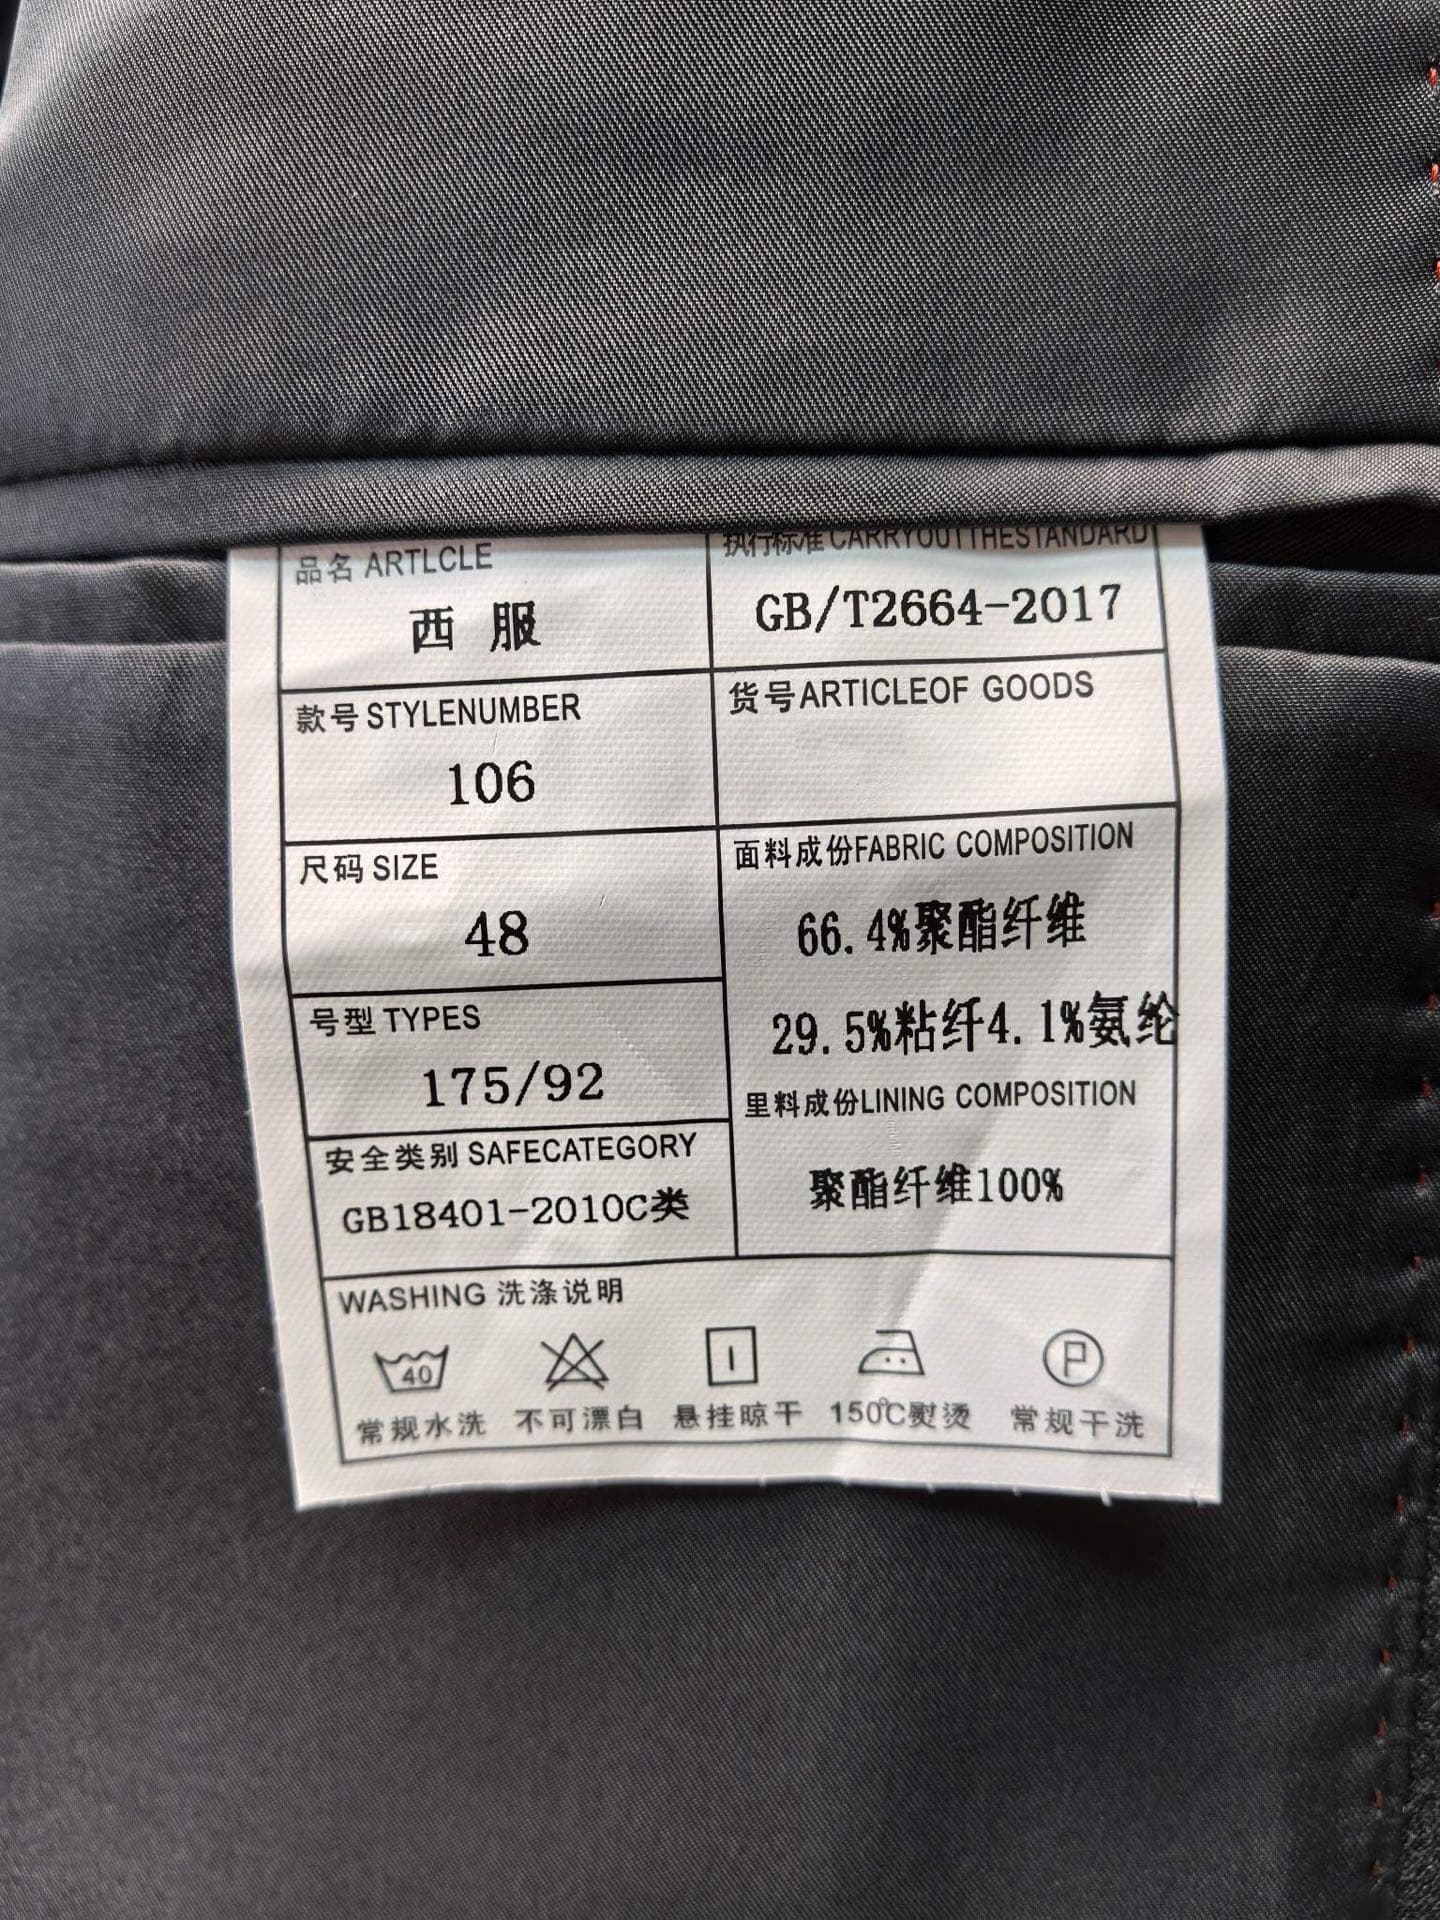 品名 ARTLCLE
西服
执行标准 CARRYOUTTHESTANDARD
GB/T2664-2017
款号 STYLENUMBER
106
货号 ARTICLEOF GOODS
尺码 SIZE
48
号型 TYPES
175/92
安全类别 SAFECATEGORY
GB18401-2010C类
面料成份FABRIC COMPOSITION
66.4%聚酯纤维
29.5%粘纤4.1%氨纶
里料成份LINING COMPOSITION
聚酯纤维100%
WASHING 洗涤说明
40
P
常规水洗 不可漂白 悬挂晾干 150℃熨烫 常规干洗